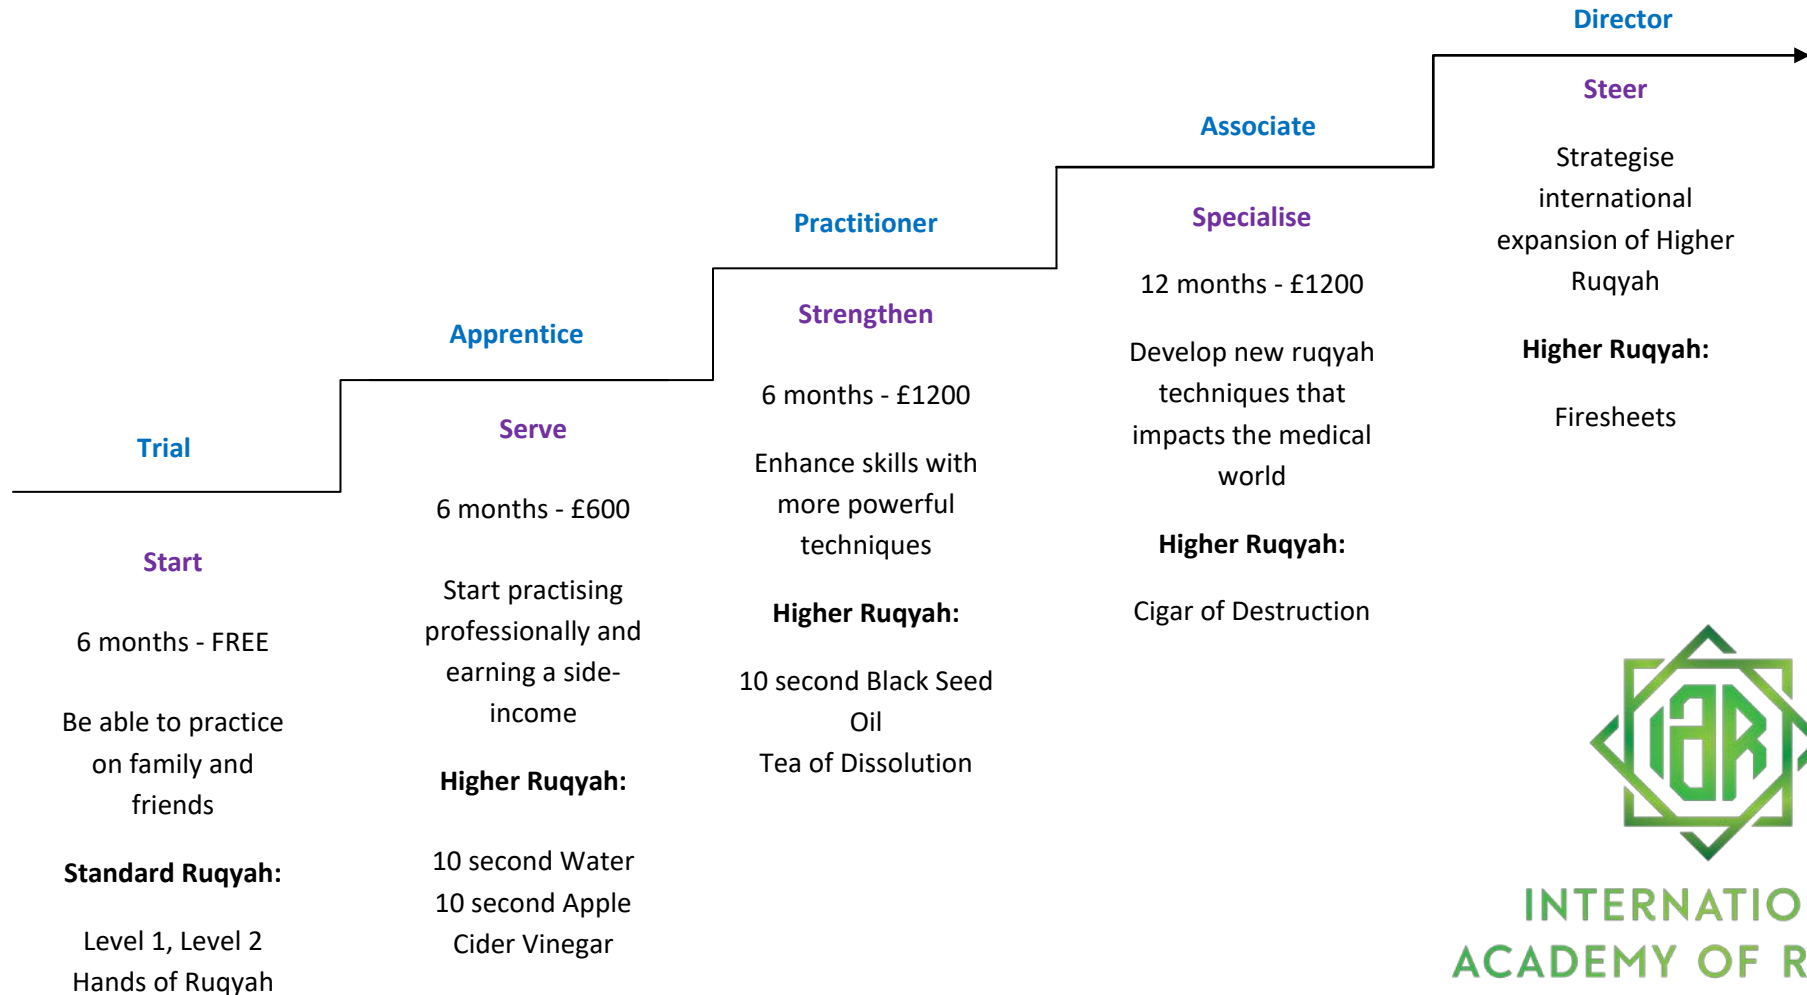 Trial
Start
6 months - FREE
Be able to practice
on family and
friends
Standard Ruqyah:
Level 1, Level 2
Hands of Ruqyah
Apprentice
Serve
6 months - £600
Start practising
professionally and
earning a side-
income
Higher Ruqyah:
10 second Water
10 second Apple
Cider Vinegar
Practitioner
Strengthen
6 months - £1200
Enhance skills with
more powerful
techniques
Higher Ruqyah:
10 second Black Seed
Oil
Tea of Dissolution
Associate
Specialise
12 months - £1200
Develop new ruqyah
techniques that
impacts the medical
world
Higher Ruqyah:
Cigar of Destruction
Director
Steer
Strategise
international
expansion of Higher
Ruqyah
Higher Ruqyah:
Firesheets
IAR
INTERNATIO
ACADEMY OF R